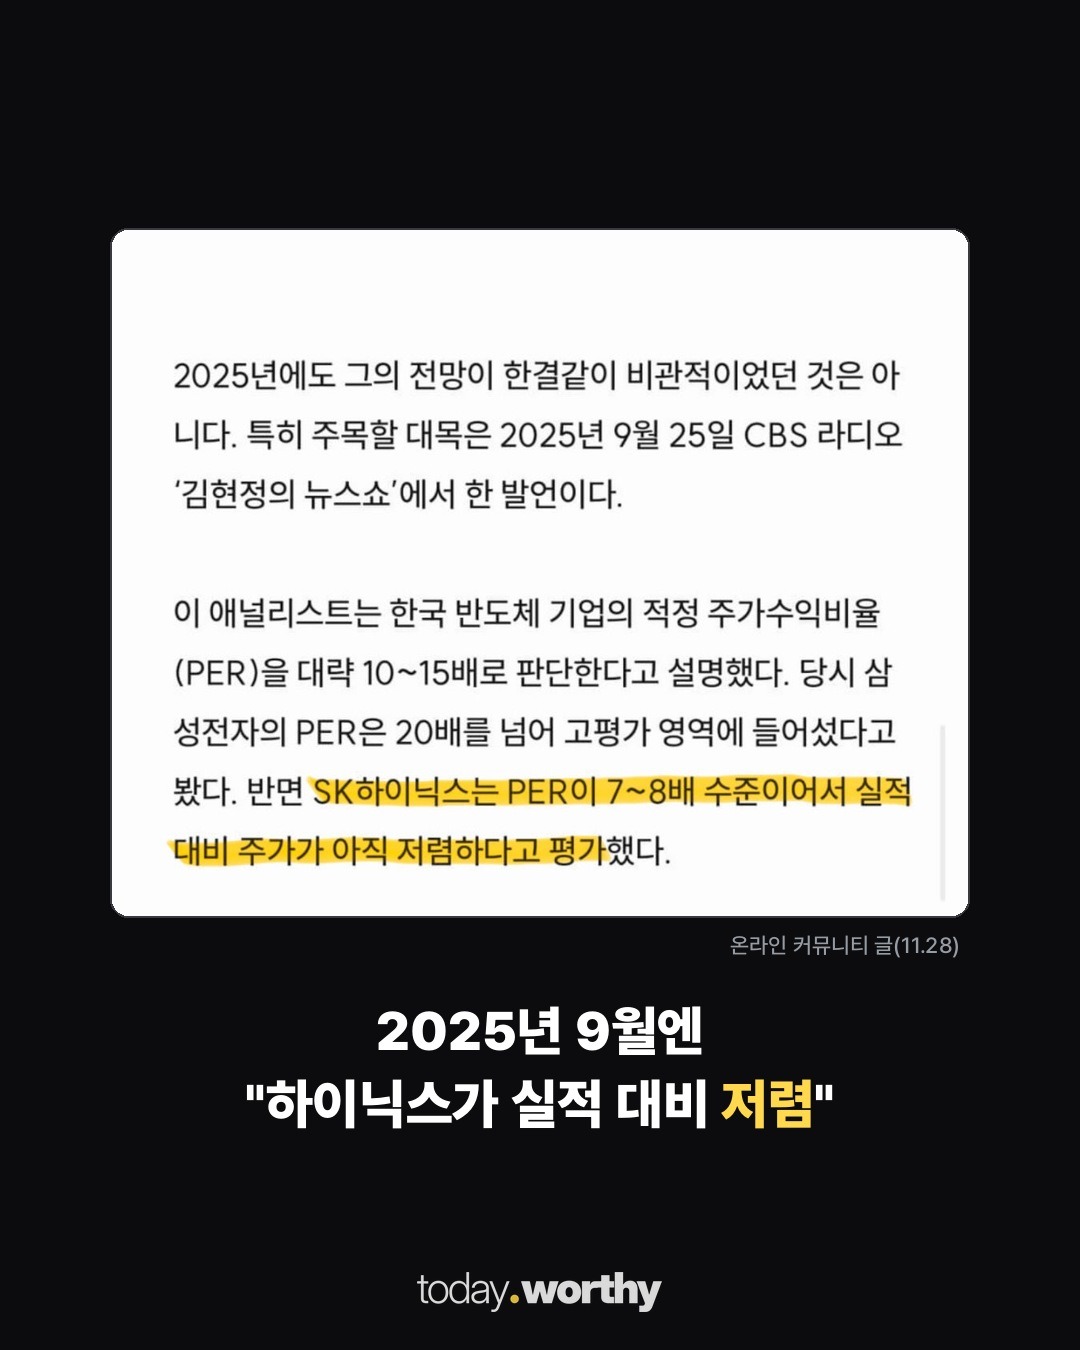 2025년에도 그의 전망이 한결같이 비관적이었던 것은 아
니다. 특히 주목할 대목은 2025년 9월 25일 CBS 라디오
‘김현정의 뉴스쇼’에서 한 발언이다.
이 애널리스트는 한국 반도체 기업의 적정 주가수익비율
(PER)을 대략 10~15배로 판단한다고 설명했다. 당시 삼
성전자의 PER은 20배를 넘어 고평가 영역에 들어섰다고
봤다. 반면 SK하이닉스는 PER이 7~8배 수준이어서 실적
대비 주가가 아직 저렴하다고 평가했다.
온라인 커뮤니티 글(11.28)
2025년 9월엔
"하이닉스가 실적 대비 저렴"
today.worthy